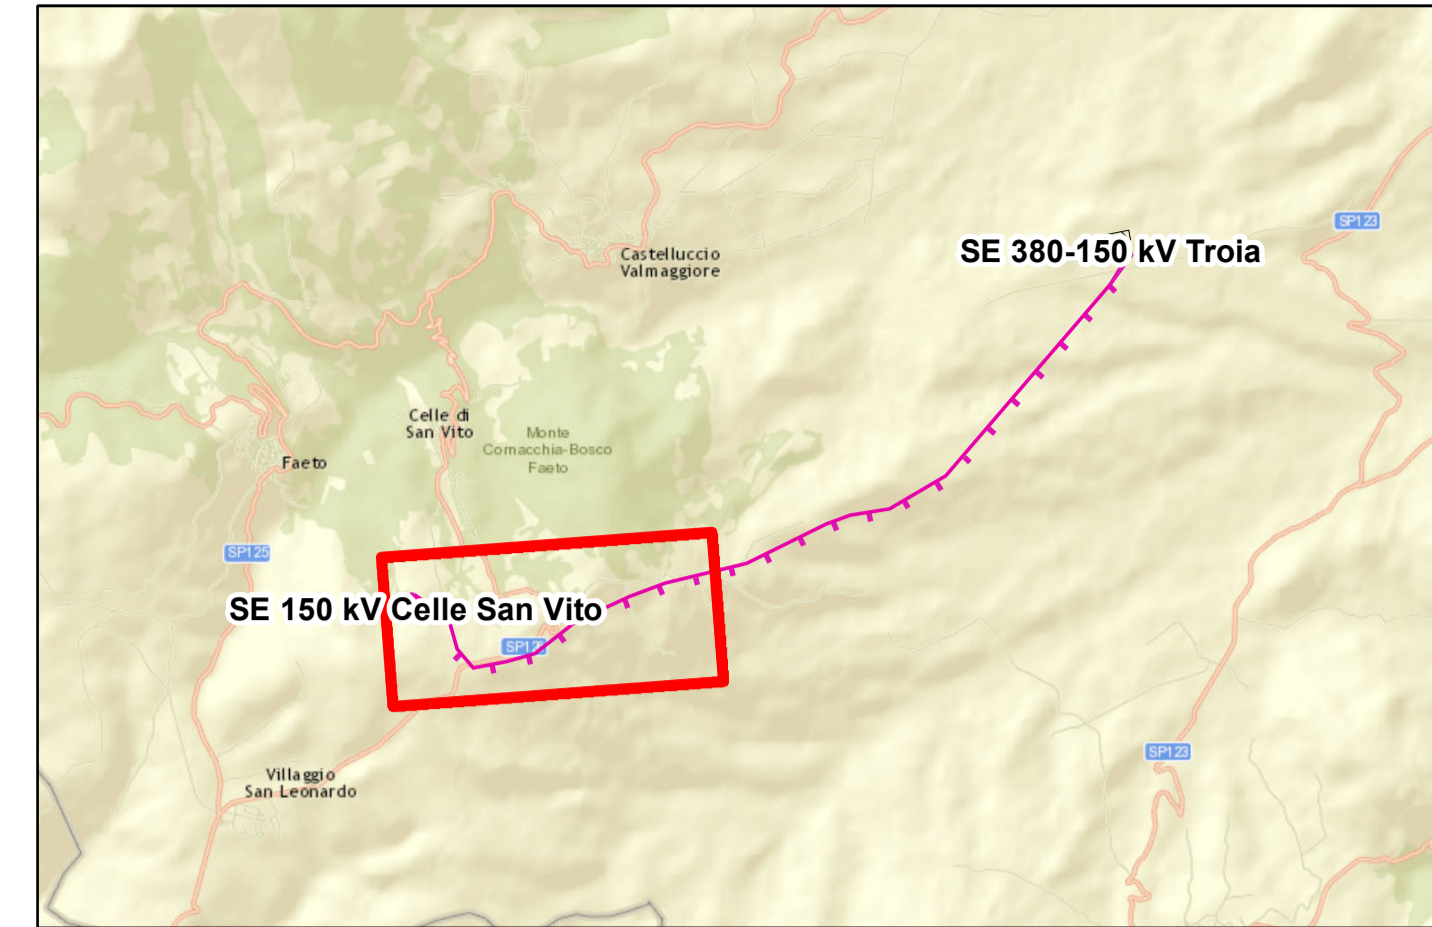 SP123
SE 380-150 kV Troia
Castelluccio
Valmaggiore
Celle di
San Vito
Monte
Cornacchia-Bosco
Faeto
Faeto
SP125
SE 150 kV Celle San Vito
SP12
SP123
Villaggio
San Leonardo